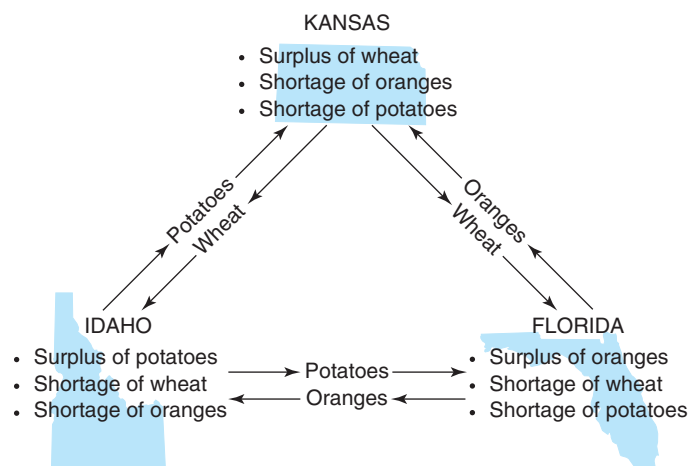 KANSAS
• Surplus of wheat
• Shortage of oranges
• Shortage of potatoes
Potatoes
Wheat
Oranges
Wheat
IDAHO
• Surplus of potatoes
• Shortage of wheat
• Shortage of oranges
Potatoes
Oranges
FLORIDA
• Surplus of oranges
• Shortage of wheat
• Shortage of potatoes